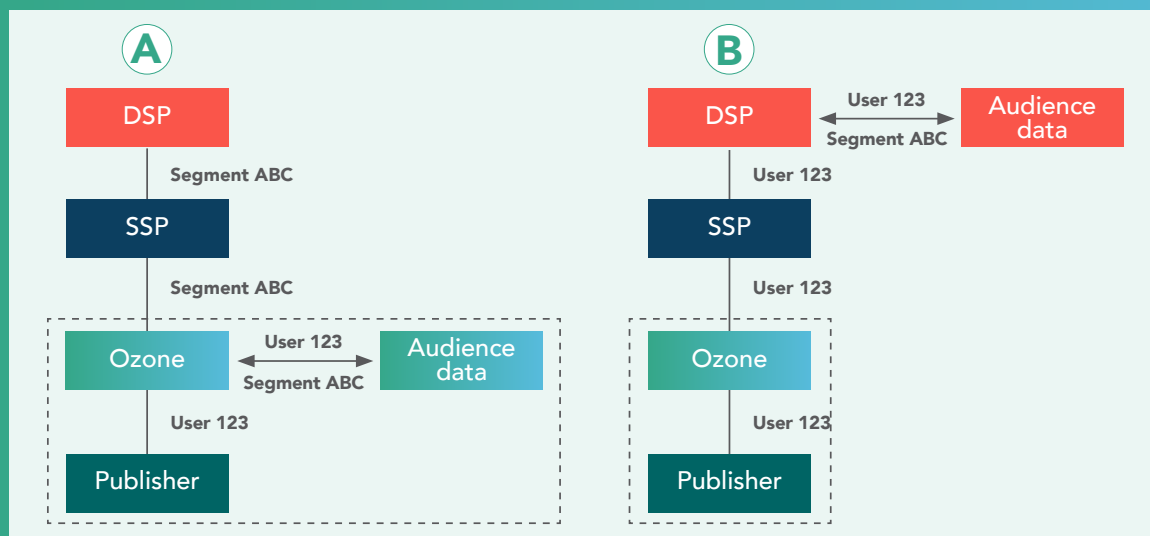 A
DSP
Segment ABC
SSP
Segment ABC
Ozone
User 123
Segment ABC
Audience
data
User 123
Publisher
B
DSP
User 123
Segment ABC
Audience
data
User 123
SSP
User 123
Ozone
User 123
Publisher